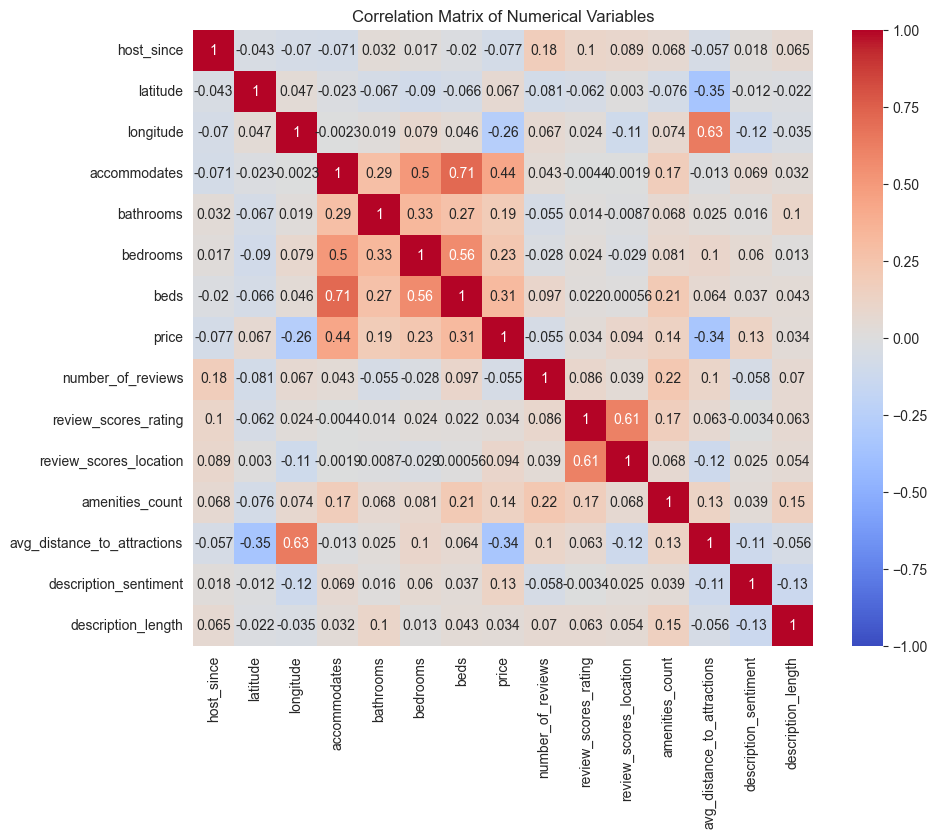 Correlation Matrix of Numerical Variables
host_since 1 -0.043 -0.07 -0.071 0.032 0.017 -0.02 -0.077 0.18 0.1 0.089 0.068 -0.057 0.018 0.065
latitude -0.043 1 0.047 -0.023 -0.067 -0.09 -0.066 0.067 -0.081 -0.062 0.003 -0.076 -0.35 -0.012 -0.022
longitude -0.07 0.047 1 -0.0023 0.019 0.079 0.046 -0.26 0.067 0.024 -0.11 0.074 0.63 -0.12 -0.035
accommodates -0.071 -0.023 -0.0023 1 0.29 0.5 0.71 0.44 0.043 -0.0044 -0.0019 0.17 -0.013 0.069 0.032
bathrooms 0.032 -0.067 0.019 0.29 1 0.33 0.27 0.19 -0.055 0.014 -0.0087 0.068 0.025 0.016 0.1
bedrooms 0.017 -0.09 0.079 0.5 0.33 1 0.56 0.23 -0.028 0.024 -0.029 0.081 0.1 0.06 0.013
beds -0.02 -0.066 0.046 0.71 0.27 0.56 1 0.31 0.097 0.022 0.00056 0.21 0.064 0.037 0.043
price -0.077 0.067 -0.26 0.44 0.19 0.23 0.31 1 -0.055 0.034 0.094 0.14 -0.34 0.13 0.034
number_of_reviews 0.18 -0.081 0.067 0.043 -0.055 -0.028 0.097 -0.055 1 0.086 0.039 0.22 0.1 -0.058 0.07
review_scores_rating 0.1 -0.062 0.024 -0.0044 0.014 0.024 0.022 0.034 0.086 1 0.61 0.17 0.063 -0.0034 0.063
review_scores_location 0.089 0.003 -0.11 -0.0019 -0.0087 -0.029 0.00056 0.094 0.039 0.61 1 0.068 -0.12 0.025 0.054
amenities_count 0.068 -0.076 0.074 0.17 0.068 0.081 0.21 0.14 0.22 0.17 0.068 1 0.13 0.039 0.15
avg_distance_to_attractions -0.057 -0.35 0.63 -0.013 0.025 0.1 0.064 -0.34 0.1 0.063 -0.12 0.13 1 -0.11 -0.056
description_sentiment 0.018 -0.012 -0.12 0.069 0.016 0.06 0.037 0.13 -0.058 -0.0034 0.025 0.039 -0.11 1 -0.13
description_length 0.065 -0.022 -0.035 0.032 0.1 0.013 0.043 0.034 0.07 0.063 0.054 0.15 -0.056 -0.13 1
host_since
latitude
longitude
accommodates
bathrooms
bedrooms
beds
price
number_of_reviews
review_scores_rating
review_scores_location
amenities_count
avg_distance_to_attractions
description_sentiment
description_length
1.00
0.75
0.50
0.25
0.00
−0.25
−0.50
−0.75
−1.00